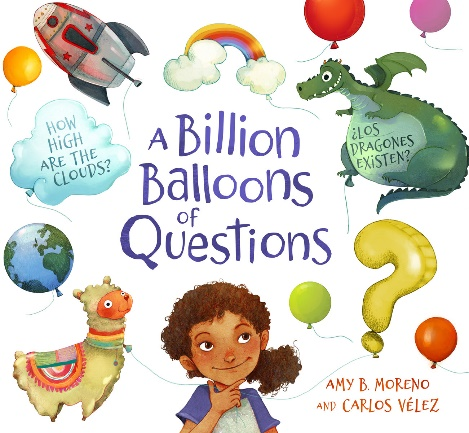 A Billion
Balloons
of
Questions
HOW
HIGH
ARE THE
CLOUDS?
¿LOS
DRAGONES
EXISTEN?
AMY B. MORENO
AND CARLOS VÉLEZ